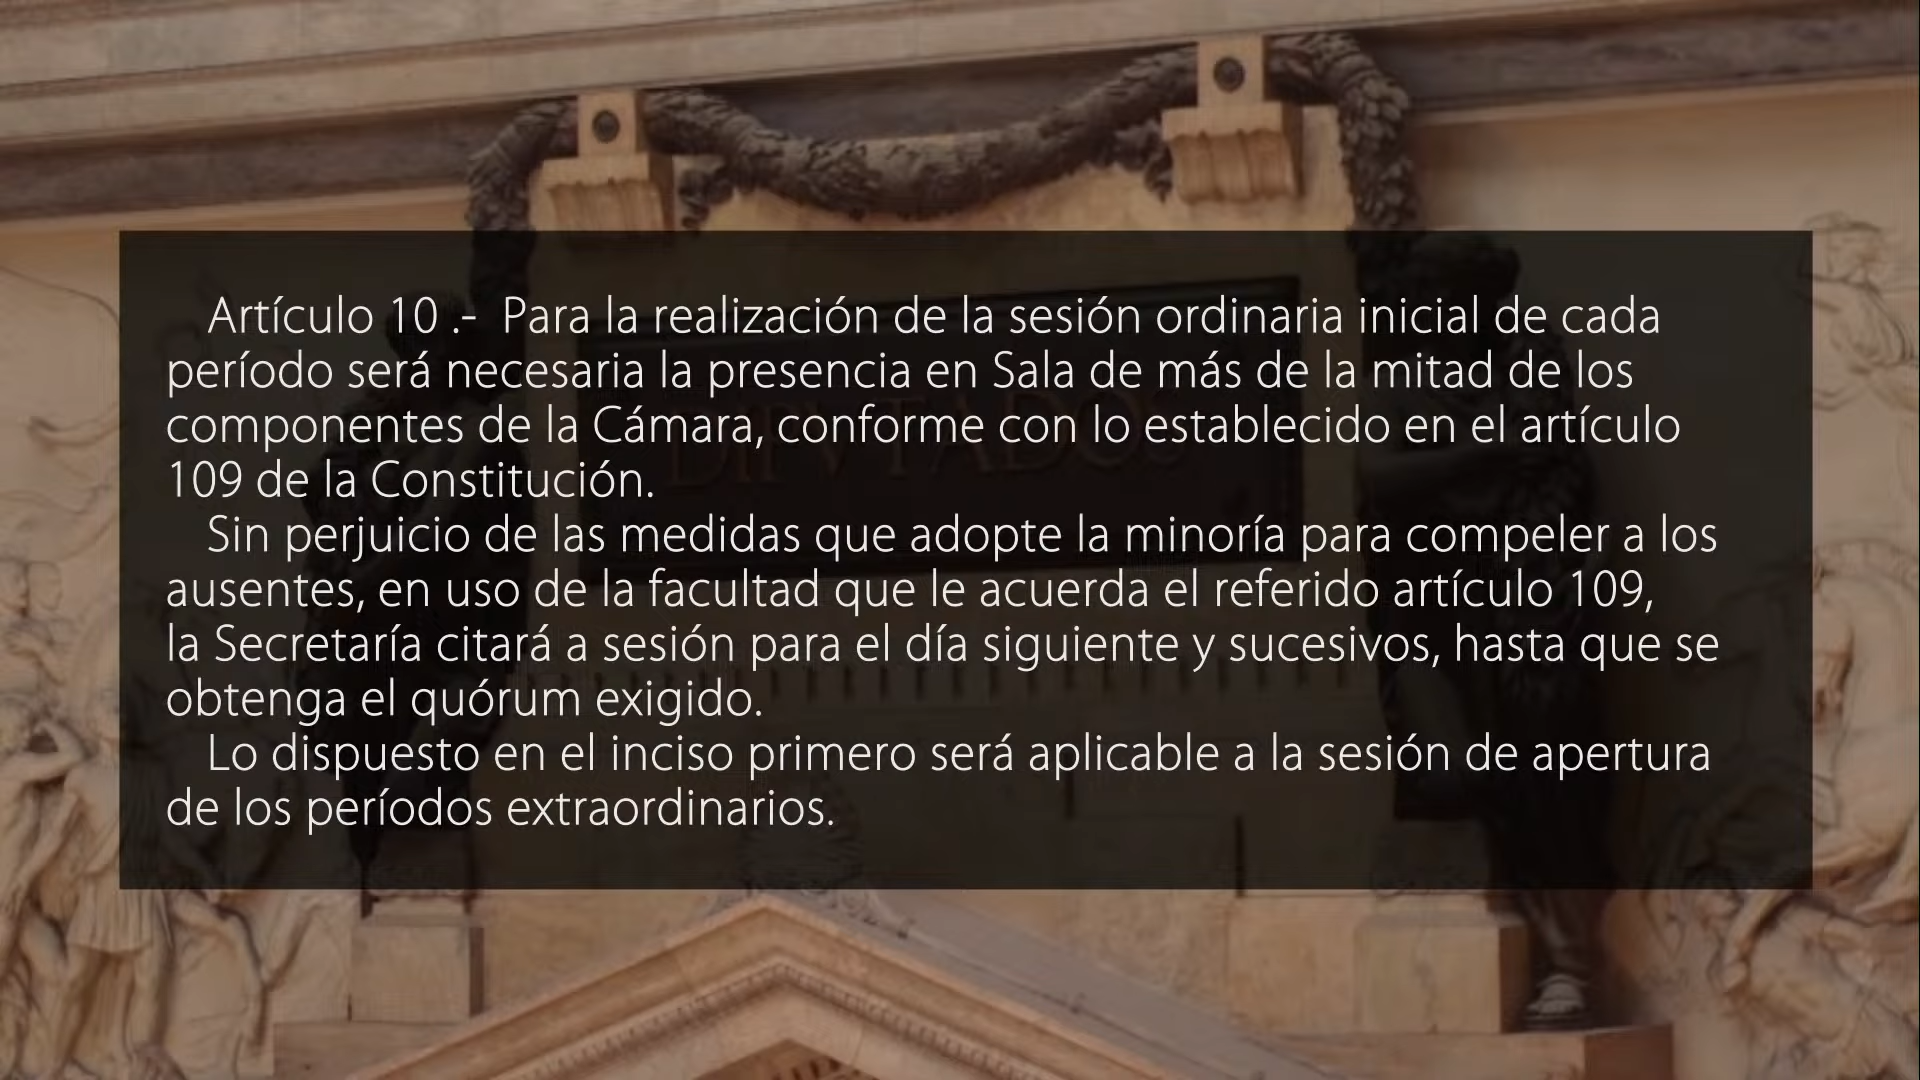 Artículo 10 .-  Para la realización de la sesión ordinaria inicial de cada
período será necesaria la presencia en Sala de más de la mitad de los
componentes de la Cámara, conforme con lo establecido en el artículo
109 de la Constitución.
Sin perjuicio de las medidas que adopte la minoría para compeler a los
ausentes, en uso de la facultad que le acuerda el referido artículo 109,
la Secretaría citará a sesión para el día siguiente y sucesivos, hasta que se
obtenga el quórum exigido.
Lo dispuesto en el inciso primero será aplicable a la sesión de apertura
de los períodos extraordinarios.
DIPVTADOS